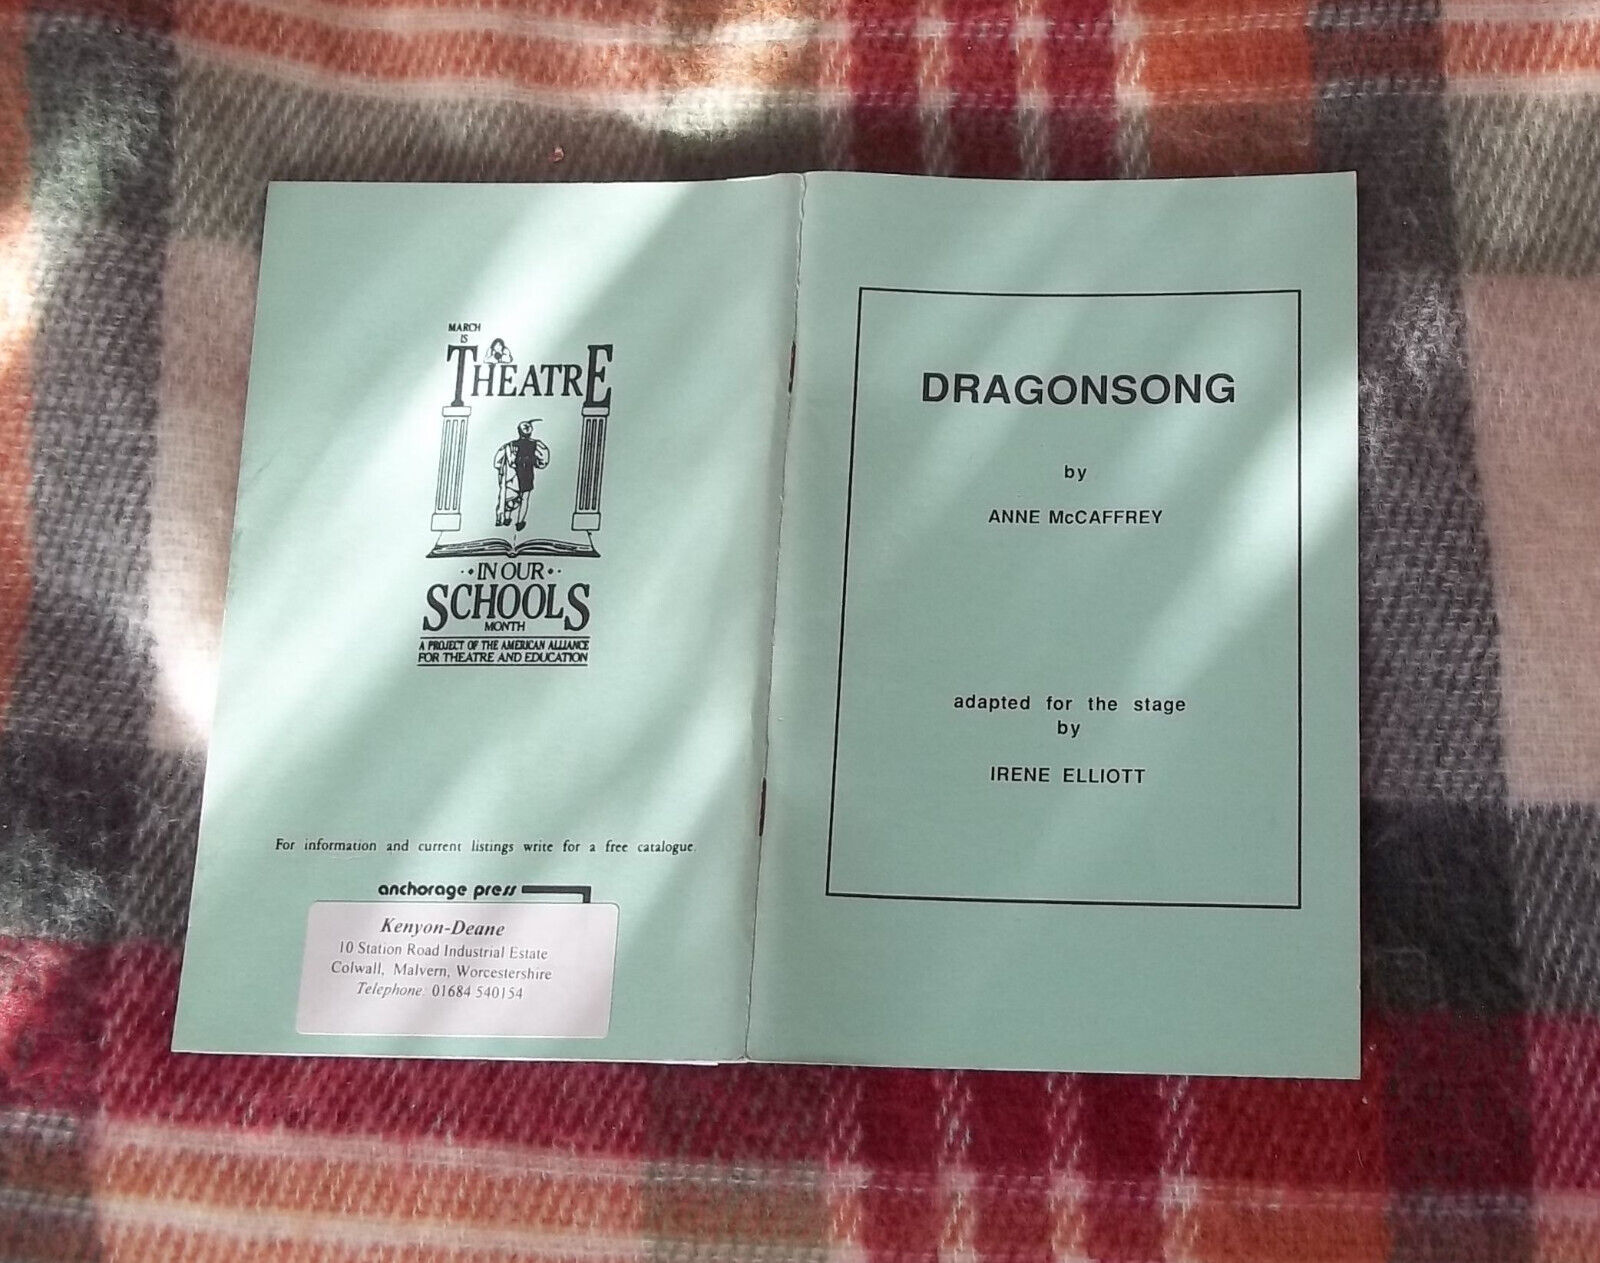 MARCH
IS
THEATRE
IN OUR
SCHOOLS
MONTH
A PROJECT OF THE AMERICAN ALLIANCE
FOR THEATRE AND EDUCATION
For information and current listings write for a free catalogue.
anchorage press
Kenyon-Deane
10 Station Road Industrial Estate
Colwall, Malvern, Worcestershire
Telephone: 01684 540154
DRAGONSONG
by
ANNE McCAFFREY
adapted for the stage
by
IRENE ELLIOTT